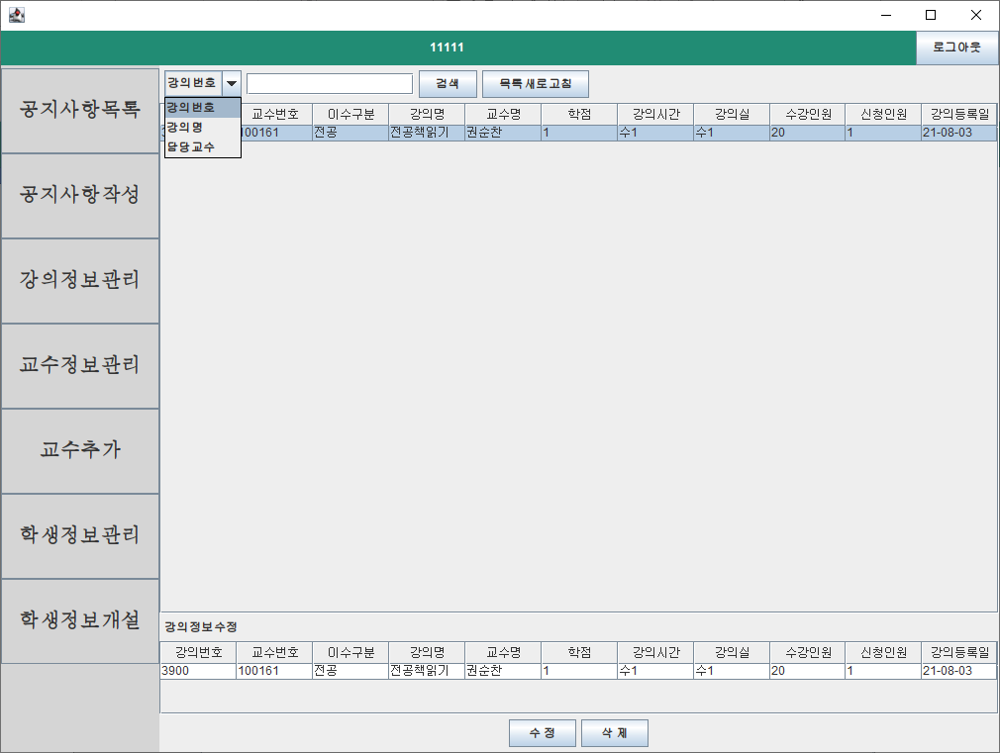 11111
로그아웃
공지사항목록
공지사항작성
강의정보관리
교수정보관리
교수추가
학생정보관리
학생정보개설
강의번호
검색
목록새로고침
강의번호
강의명
담당교수
교수번호 이수구분 강의명 교수명 학점 강의시간 강의실 수강인원 신청인원 강의등록일
100161 전공 전공책읽기 권순찬 1 수1 수1 20 1 21-08-03
강의정보수정
강의번호 교수번호 이수구분 강의명 교수명 학점 강의시간 강의실 수강인원 신청인원 강의등록일
3900 100161 전공 전공책읽기 권순찬 1 수1 수1 20 1 21-08-03
수 정
삭 제